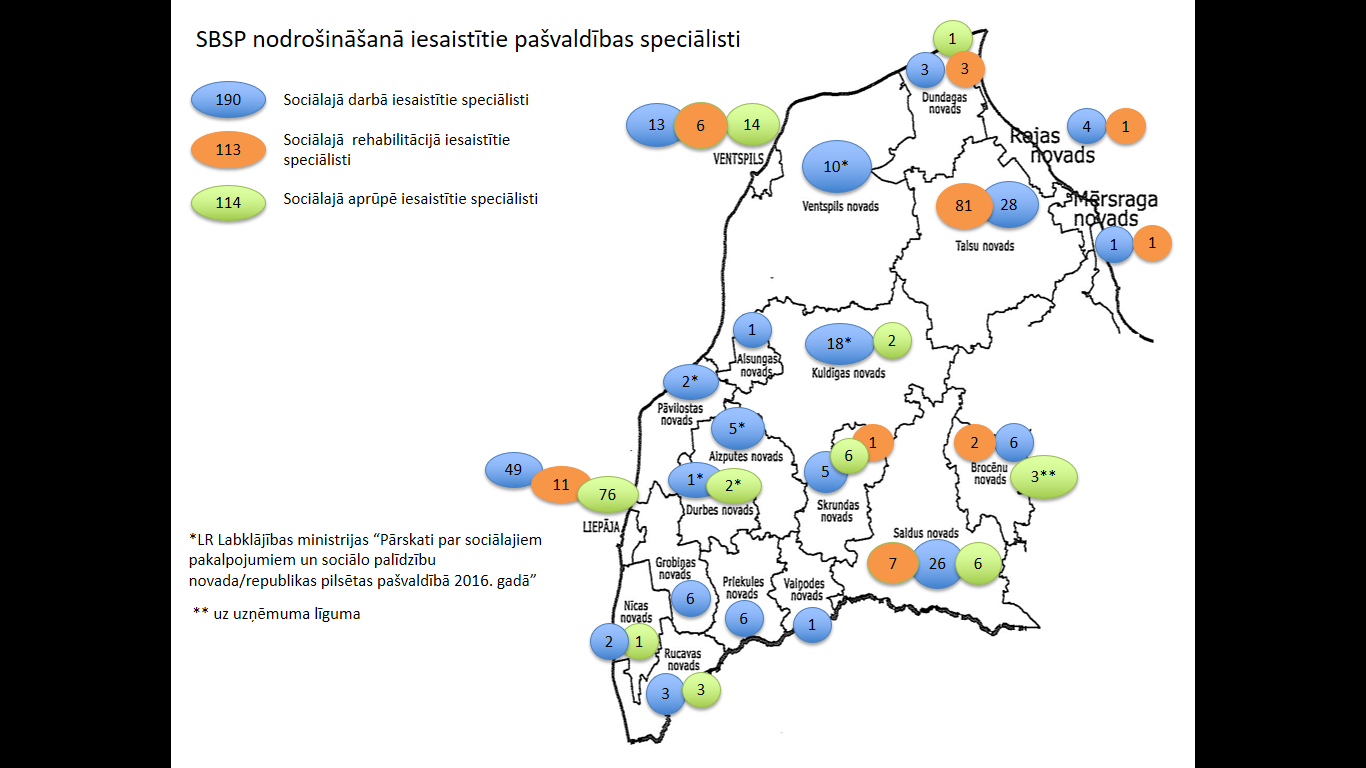 SBSP nodrošināšanā iesaistītie pašvaldības speciālisti
190 Sociālajā darbā iesaistītie speciālisti
113 Sociālajā rehabilitācijā iesaistītie
speciālisti
114 Sociālajā aprūpē iesaistītie speciālisti
1
3 3
Dundagas
novads
13 6 14
VENTSPILS
4 1
Rojas
novads
10*
Ventspils novads
81 28
Talsu novads
Mērsraga
novads
1 1
1
Alsungas
novads
18* 2
Kuldīgas novads
2*
Pāvilostas
novads
5*
Aizputes novads
1* 2*
Durbes novads
1
6
5
Skrundas
novads
2 6
Brocēnu
novads
3**
49
11
76
LIEPĀJA
Saldus novads
7 26 6
*LR Labklājības ministrijas “Pārskati par sociālajiem
pakalpojumiem un sociālo palīdzību
novada/republikas pilsētas pašvaldībā 2016. gadā”
** uz uzņēmuma līguma
Grobiņas
novads
6
Priekules
novads
6
Vaiņodes
novads
1
Nīcas
novads
2 1
Rucavas
novads
3 3